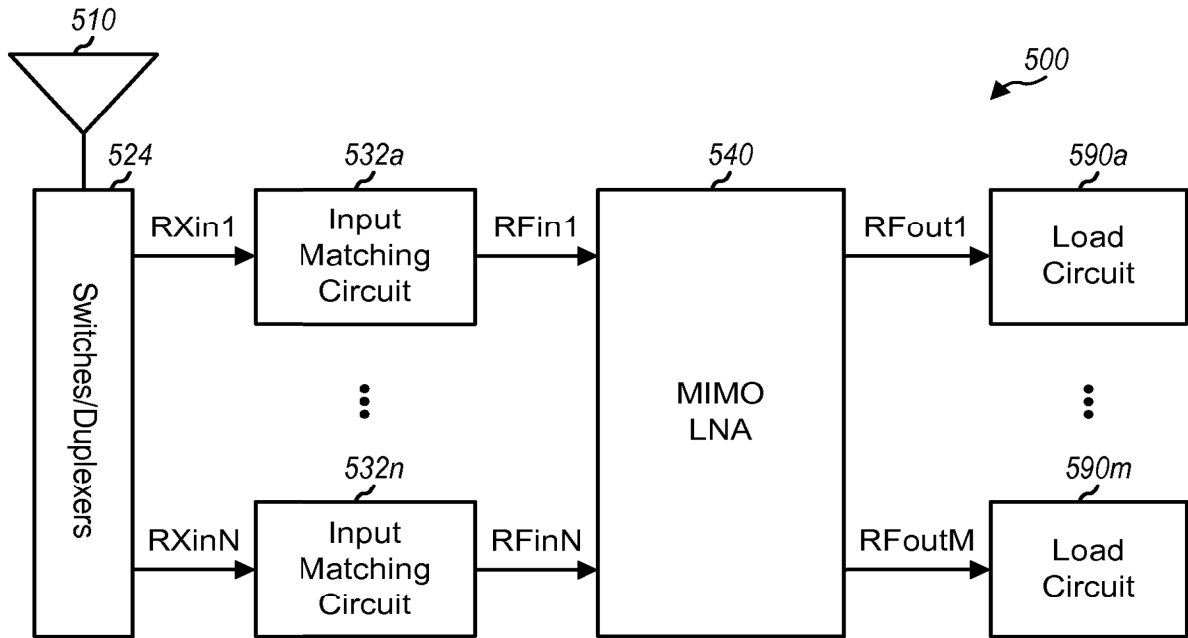 510
500
524
532a
540
590a
Switches/Duplexers
RXin1
Input
Matching
Circuit
RFin1
MIMO
LNA
RFout1
Load
Circuit
532n
590m
RXinN
Input
Matching
Circuit
RFinN
RFoutM
Load
Circuit